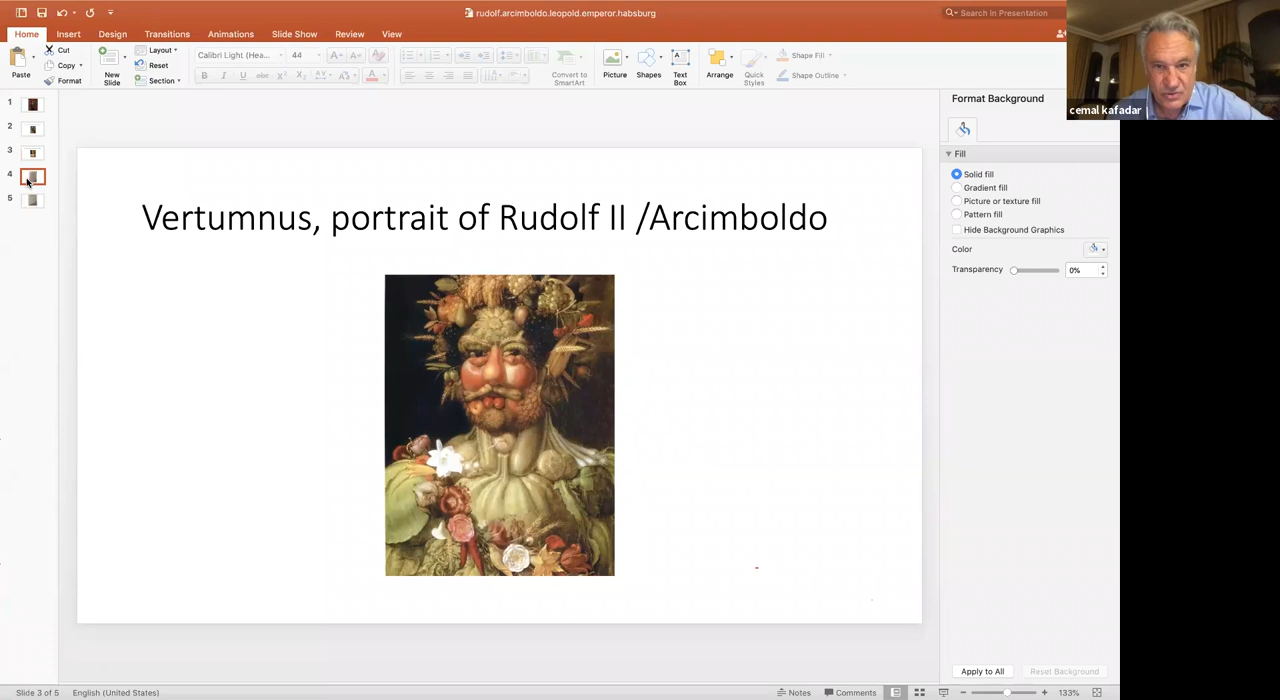 rudolf.arcimboldo.leopold.emperor.habsburg
Search in Presentation
Home Insert Design Transitions Animations Slide Show Review View
Paste
Cut
Copy
Format
New Slide
Layout
Reset
Section
Calibri Light (Hea...
44
Convert to SmartArt
Picture
Shapes
Text Box
Arrange
Quick Styles
Shape Fill
Shape Outline
cemal kafadar
1
2
3
4
5
Vertumnus, portrait of Rudolf II /Arcimboldo
Format Background
Fill
Solid fill
Gradient fill
Picture or texture fill
Pattern fill
Hide Background Graphics
Color
Transparency 0%
Apply to All Reset Background
Slide 3 of 5 English (United States) Notes Comments 133%